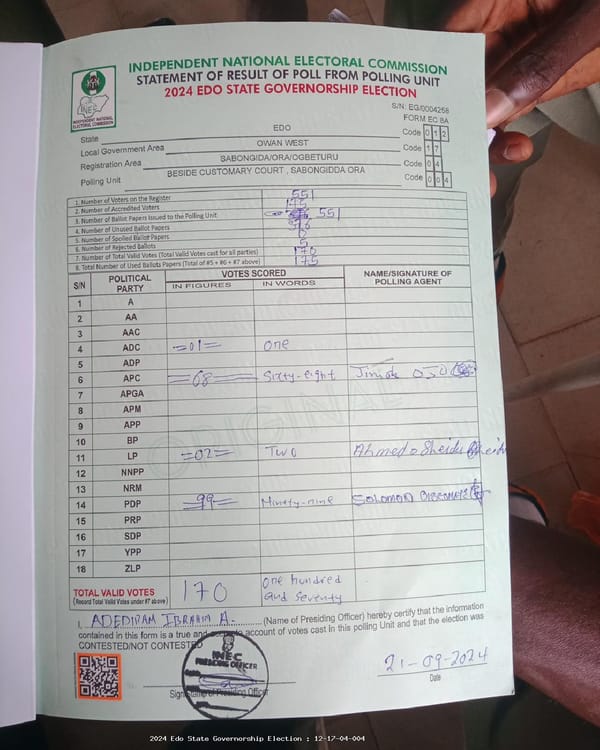 INDEPENDENT NATIONAL ELECTORAL COMMISSION
STATEMENT OF RESULT OF POLL FROM POLLING UNIT
2024 EDO STATE GOVERNORSHIP ELECTION
INEC
INDEPENDENT NATIONAL ELECTORAL COMMISSION
S/N: EG/0004258
FORM EC 8A
State EDO Code 0 1 2
Local Government Area OWAN WEST Code 1 7
Registration Area SABONGIDA/ORA/OGBETURU Code 0 4
Polling Unit BESIDE CUSTOMARY COURT , SABONGIDDA ORA Code 0 0 4
1. Number of Voters on the Register 551
2. Number of Accredited Voters 175
3. Number of Ballot Papers Issued to the Polling Unit 551
4. Number of Unused Ballot Papers
5. Number of Spoiled Ballot Papers 0
6. Number of Rejected Ballots 5
7. Number of Total Valid Votes (Total Valid Votes cast for all parties) 170
8. Total Number of Used Ballots Papers (Total of #5 + #6 + #7 above) 175
S/N POLITICAL PARTY VOTES SCORED NAME/SIGNATURE OF POLLING AGENT
IN FIGURES IN WORDS
1 A
2 AA
3 AAC
4 ADC =01= One
5 ADP
6 APC =68= Sixty-eight
7 APGA
8 APM
9 APP
10 BP
11 LP =02= Two Ahmed Sheidu
12 NNPP
13 NRM
14 PDP =99= Ninety-nine SOLOMON
15 PRP
16 SDP
17 YPP
18 ZLP
ORIGINAL
TOTAL VALID VOTES 170 One hundred and seventy
(Record Total Valid Votes under #7 above)
I, ADEDIRAN IBRAHIM A. (Name of Presiding Officer) hereby certify that the information
contained in this form is a true and account of votes cast in this polling Unit and that the election was
CONTESTED/NOT CONTESTED
INEC
PRESIDING OFFICER
Signature of Presiding Officer
21-09-2024
Date
2024 Edo State Governorship Election : 12-17-04-004